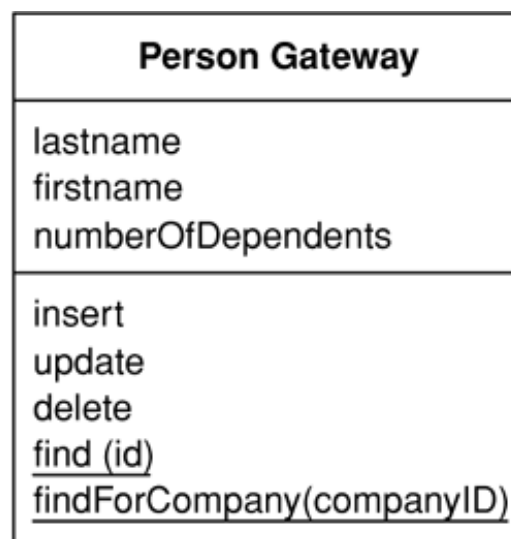 Person Gateway
lastname
firstname
numberOfDependents
insert
update
delete
find (id)
findForCompany(companyID)